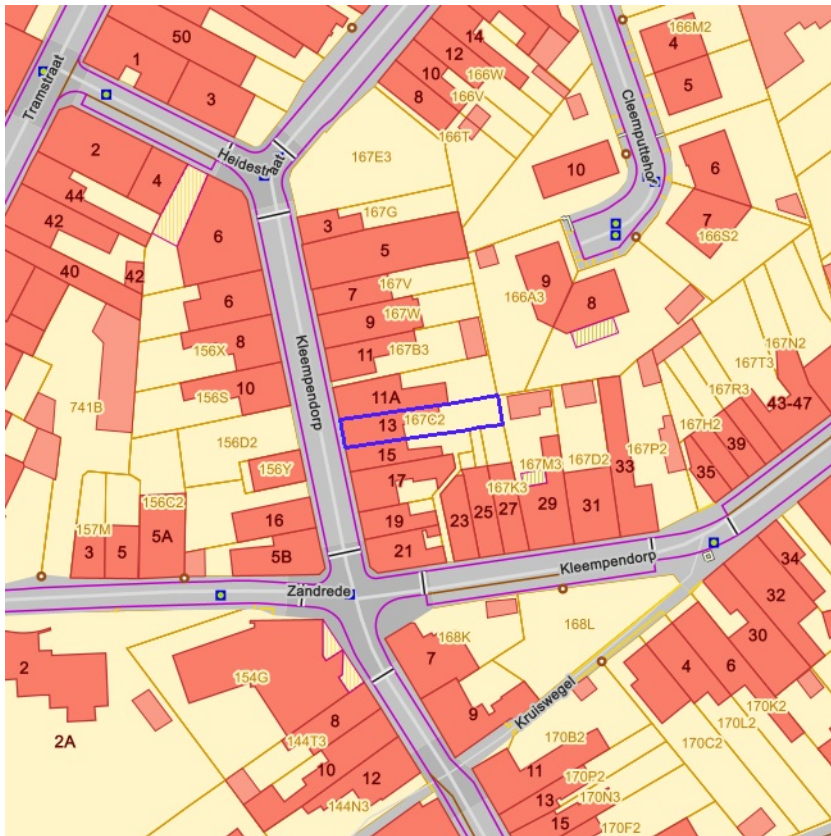 50
1
3
Tramstraat
Heidestraat
2
4
44
42
40
42
6
14
12
10
8
166W
166V
166T
167E3
166M2
4
5
Cleemputtehof
10
6
7
166S2
9
8
166A3
167G
3
5
167V
7
167W
9
167B3
11
6
8
156X
156S
10
741B
Kleempendorp
11A
13
167C2
15
17
19
21
156D2
156Y
156C2
157M
3
5
5A
16
5B
23
25
27
29
31
33
167K3
167M3
167D2
167P2
167H2
167R3
167T3
167N2
43-47
39
35
Zandrede
Kleempendorp
34
32
30
2
2A
154G
8
144T3
10
12
144N3
168K
7
9
168L
Kruiswegel
4
6
170K2
170L2
170C2
170B2
11
170P2
13
170N3
15
170F2